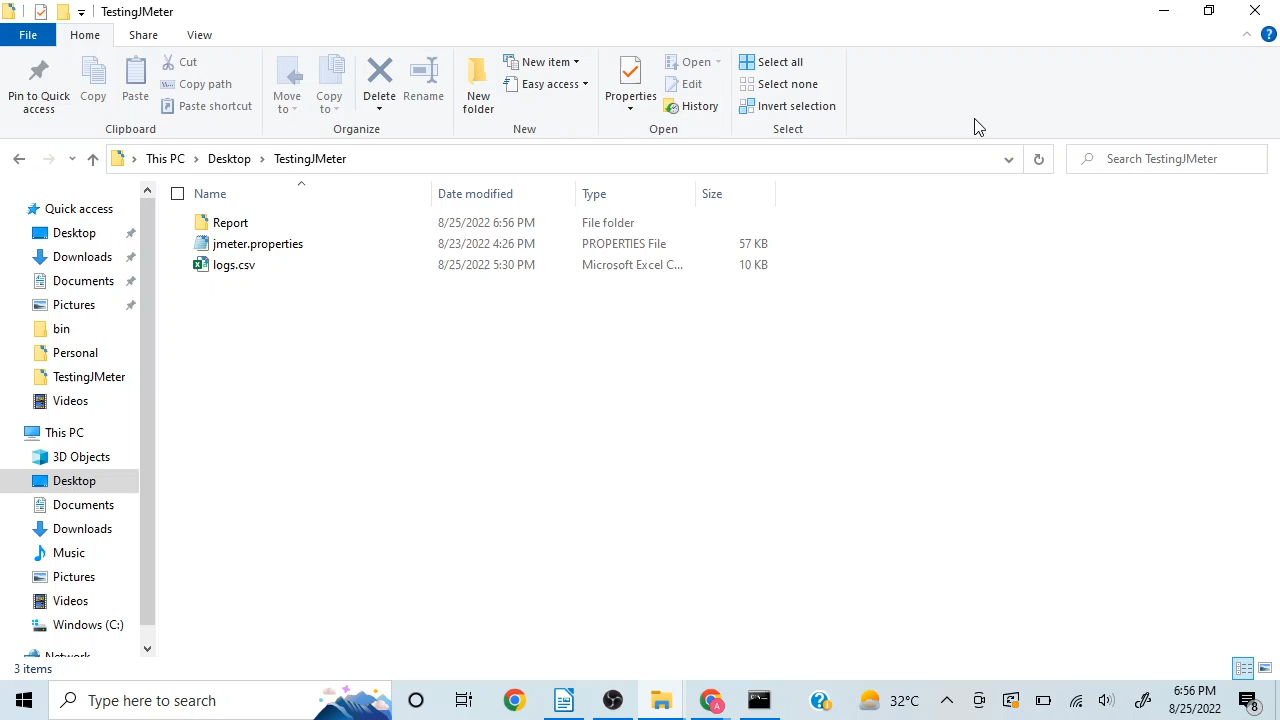 TestingJMeter
File
Home
Share
View
Pin to Quick access
Copy
Paste
Cut
Copy path
Paste shortcut
Clipboard
Move to
Copy to
Delete
Rename
Organize
New folder
New item
Easy access
New
Properties
Open
Edit
History
Open
Select all
Select none
Invert selection
Select
This PC > Desktop > TestingJMeter
Search TestingJMeter
Name Date modified Type Size
Report 8/25/2022 6:56 PM File folder
jmeter.properties 8/23/2022 4:26 PM PROPERTIES File 57 KB
logs.csv 8/25/2022 5:30 PM Microsoft Excel C... 10 KB
Quick access
Desktop
Downloads
Documents
Pictures
bin
Personal
TestingJMeter
Videos
This PC
3D Objects
Desktop
Documents
Downloads
Music
Pictures
Videos
Windows (C:)
Network
3 items
Type here to search
A
32°C
6:56 PM
8/25/2022
8